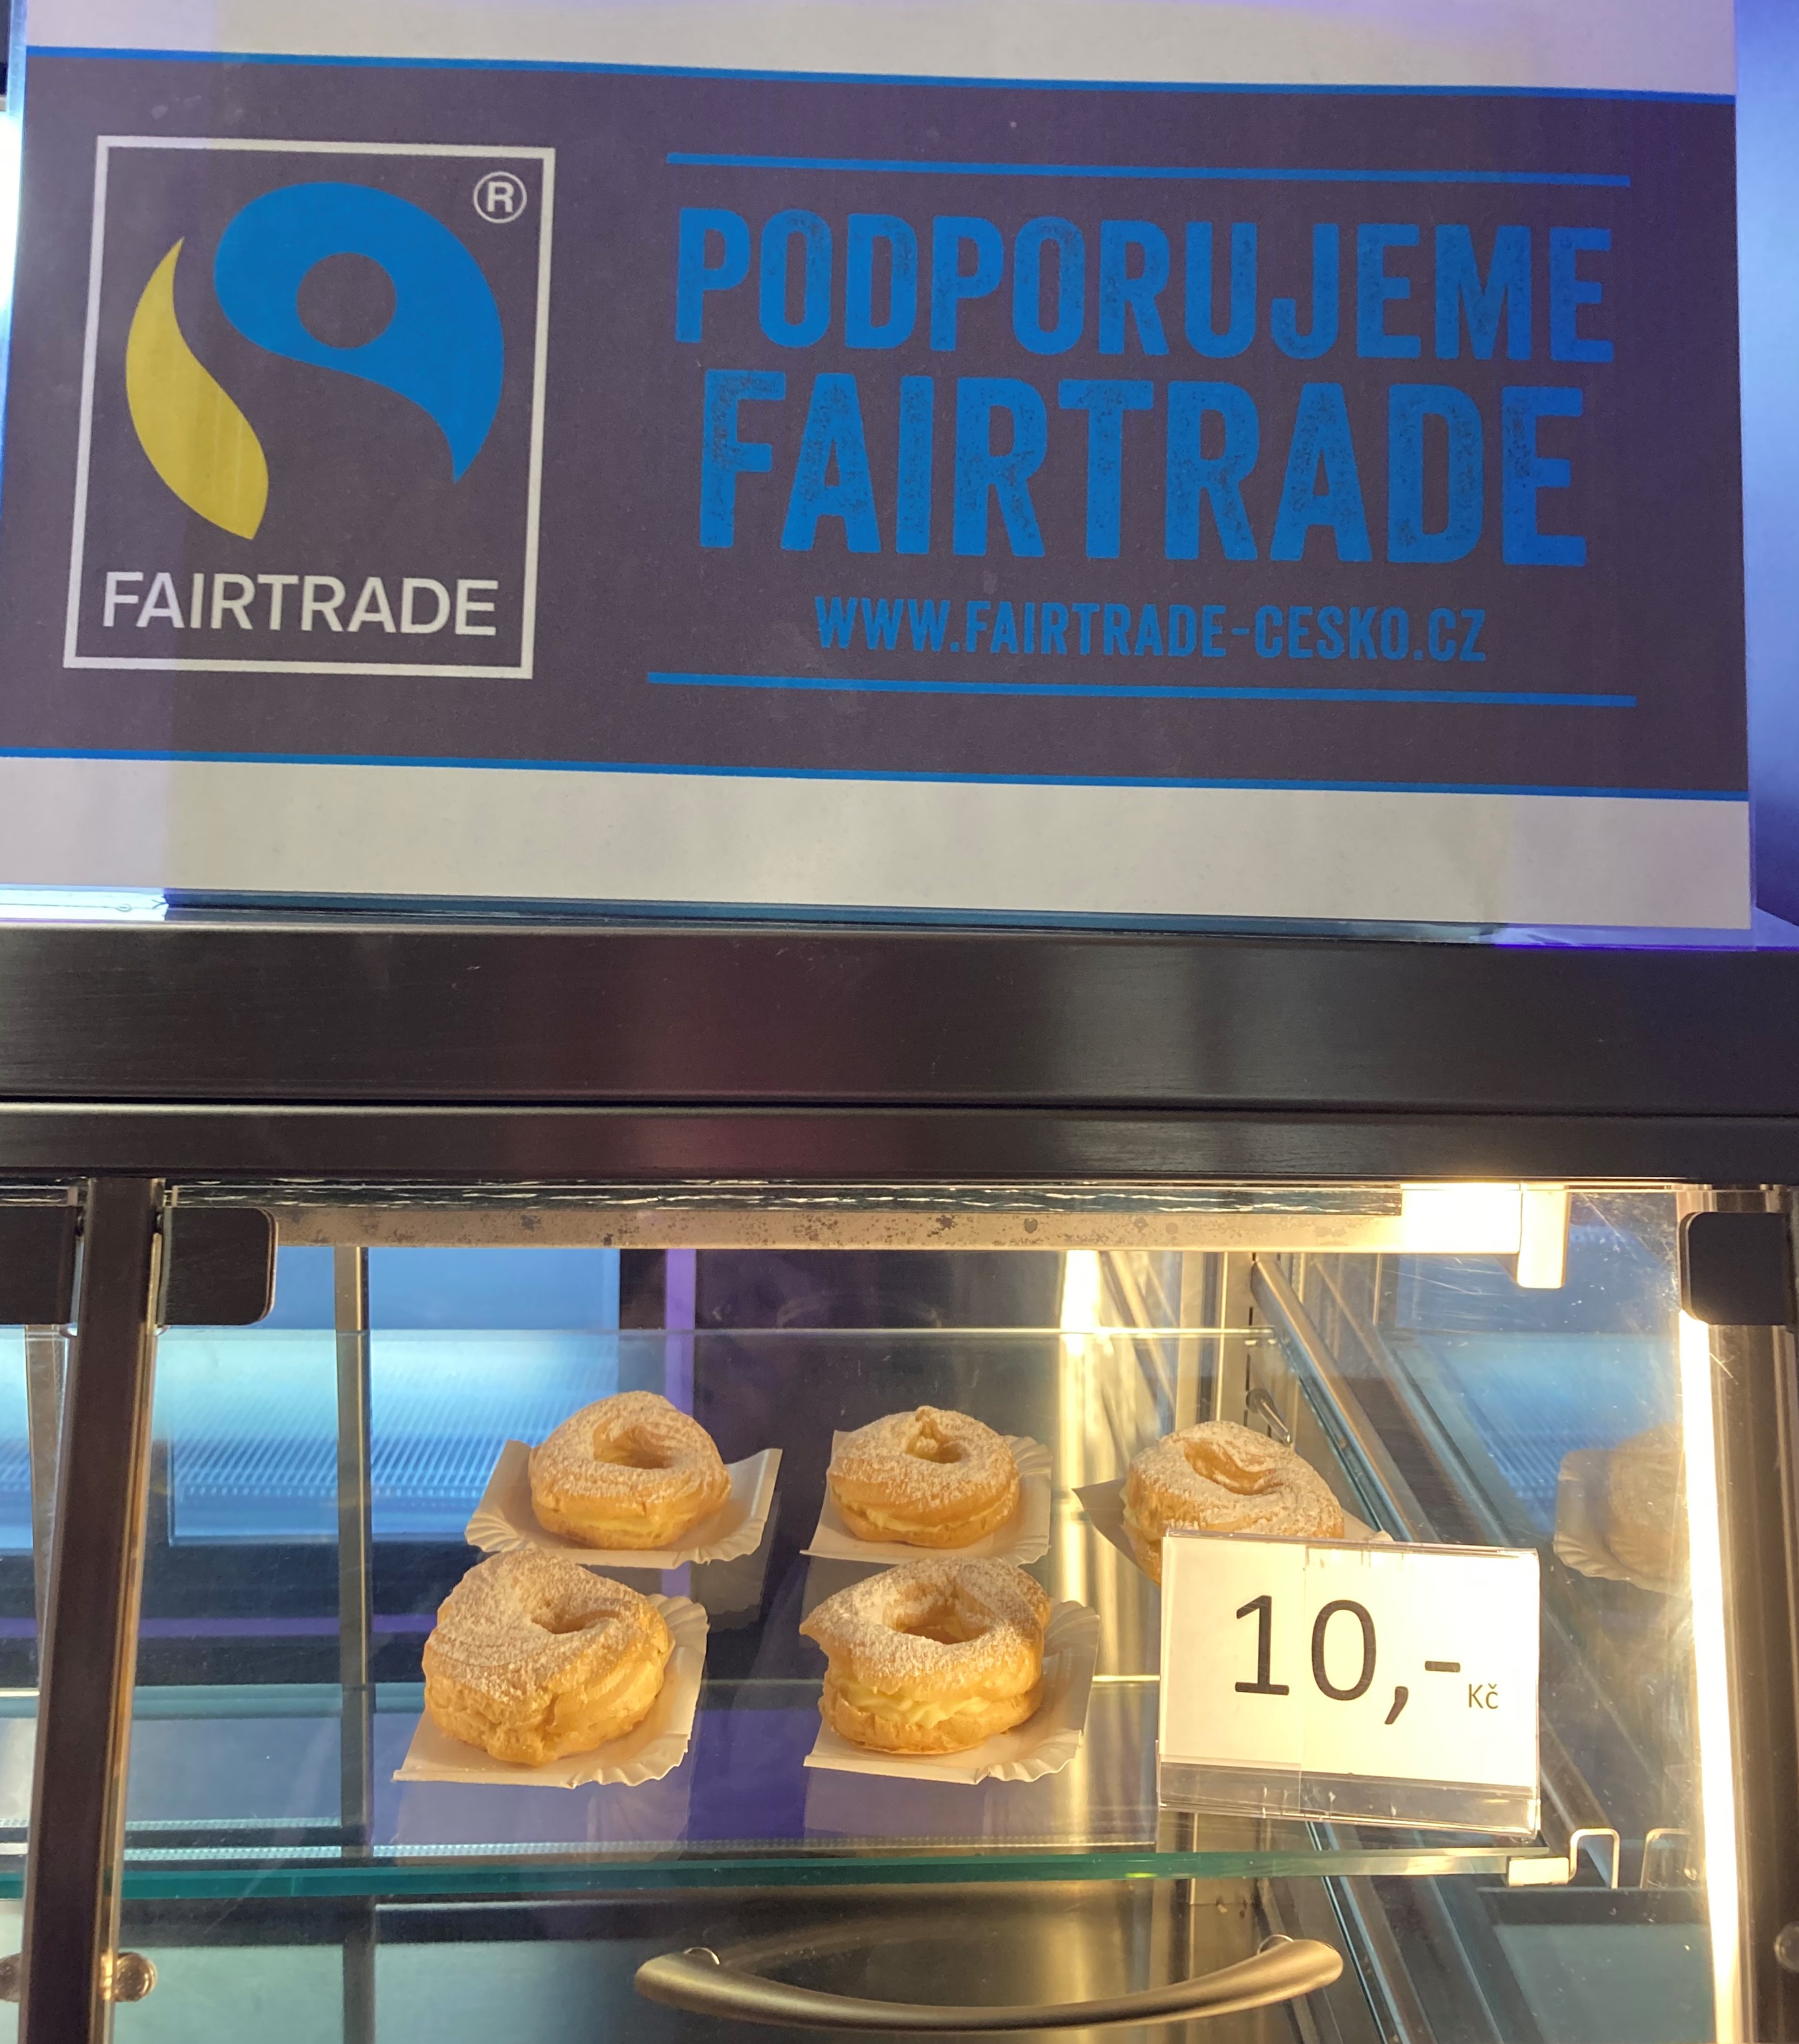 ®
FAIRTRADE
PODPORUJEME
FAIRTRADE
WWW.FAIRTRADE-CESKO.CZ
10,- Kč